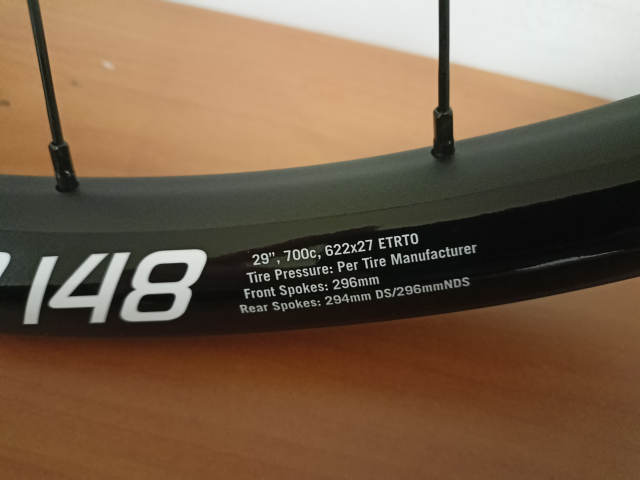 148
29", 700c, 622x27 ETRTO
Tire Pressure: Per Tire Manufacturer
Front Spokes: 296mm
Rear Spokes: 294mm DS/296mmNDS